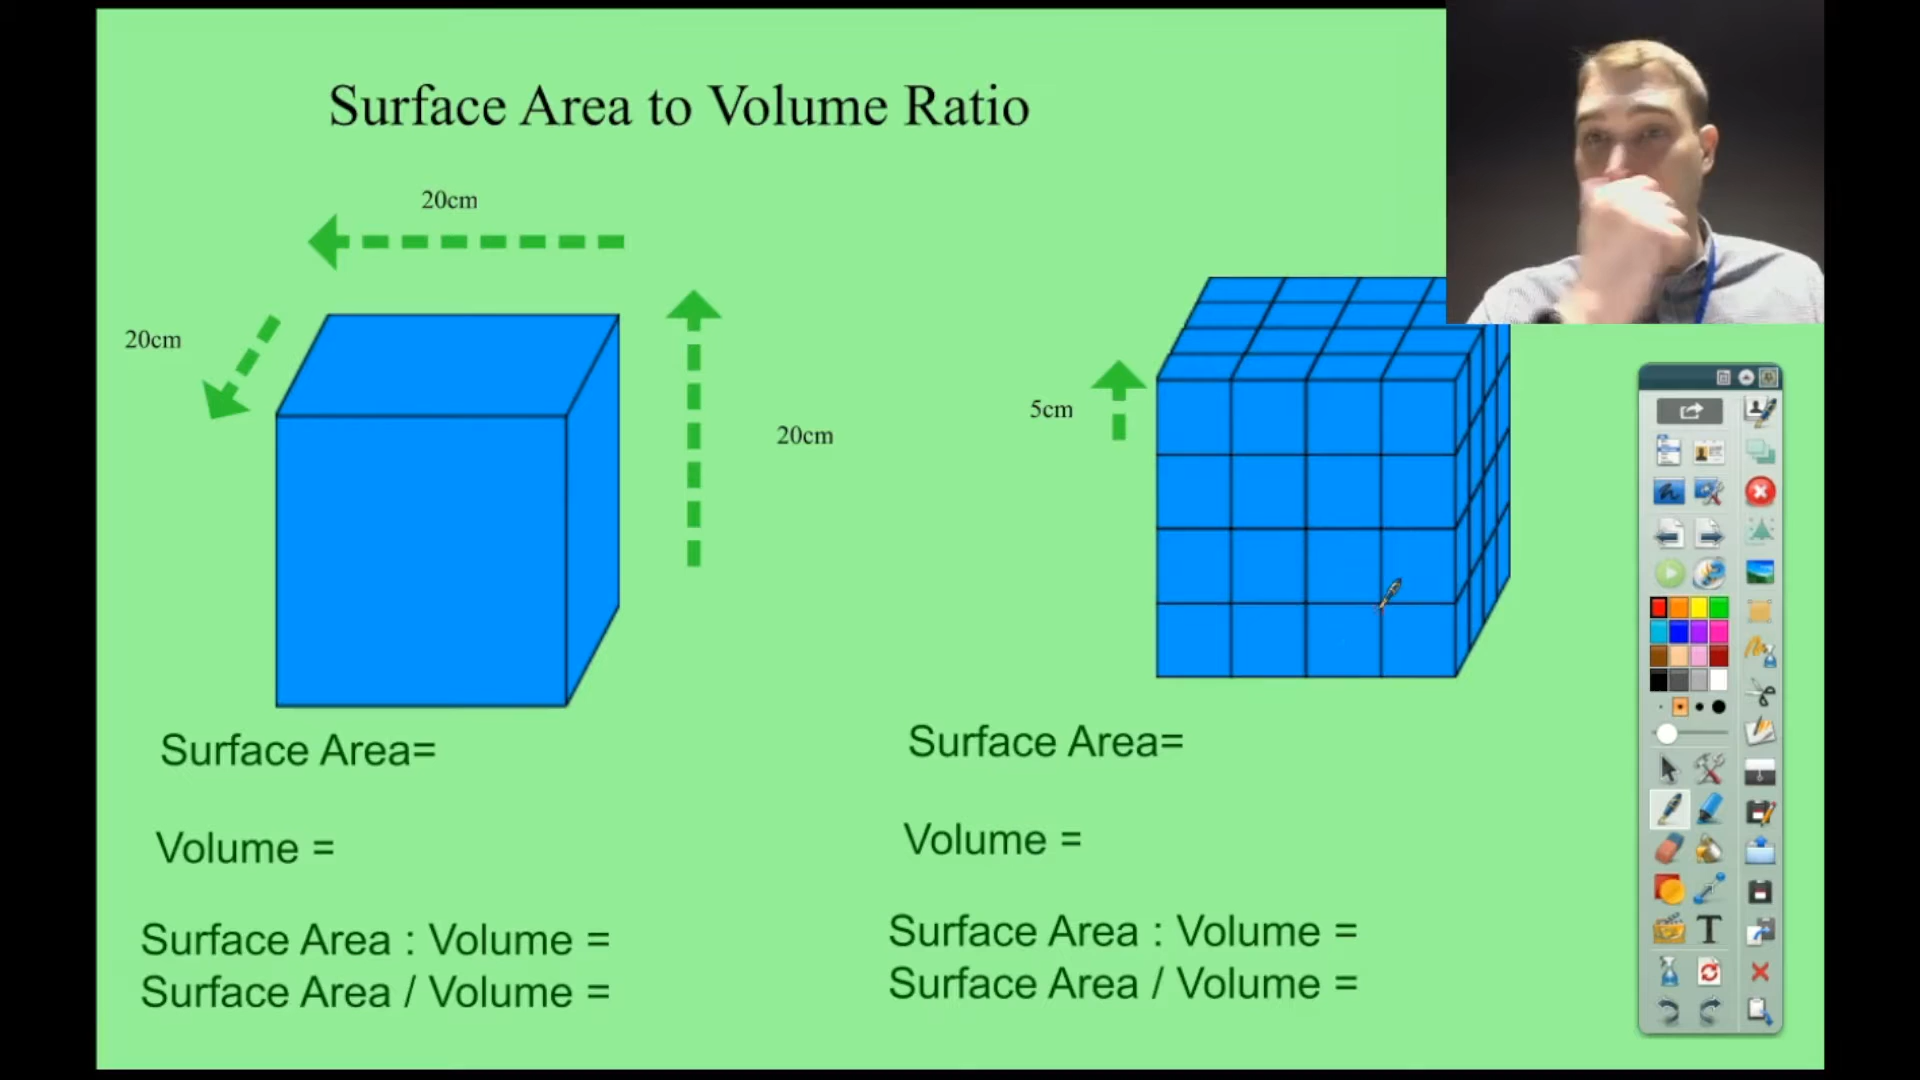 Surface Area to Volume Ratio
20cm
20cm
20cm
5cm
Surface Area=
Volume =
Surface Area : Volume =
Surface Area / Volume =
Surface Area=
Volume =
Surface Area : Volume =
Surface Area / Volume =
T